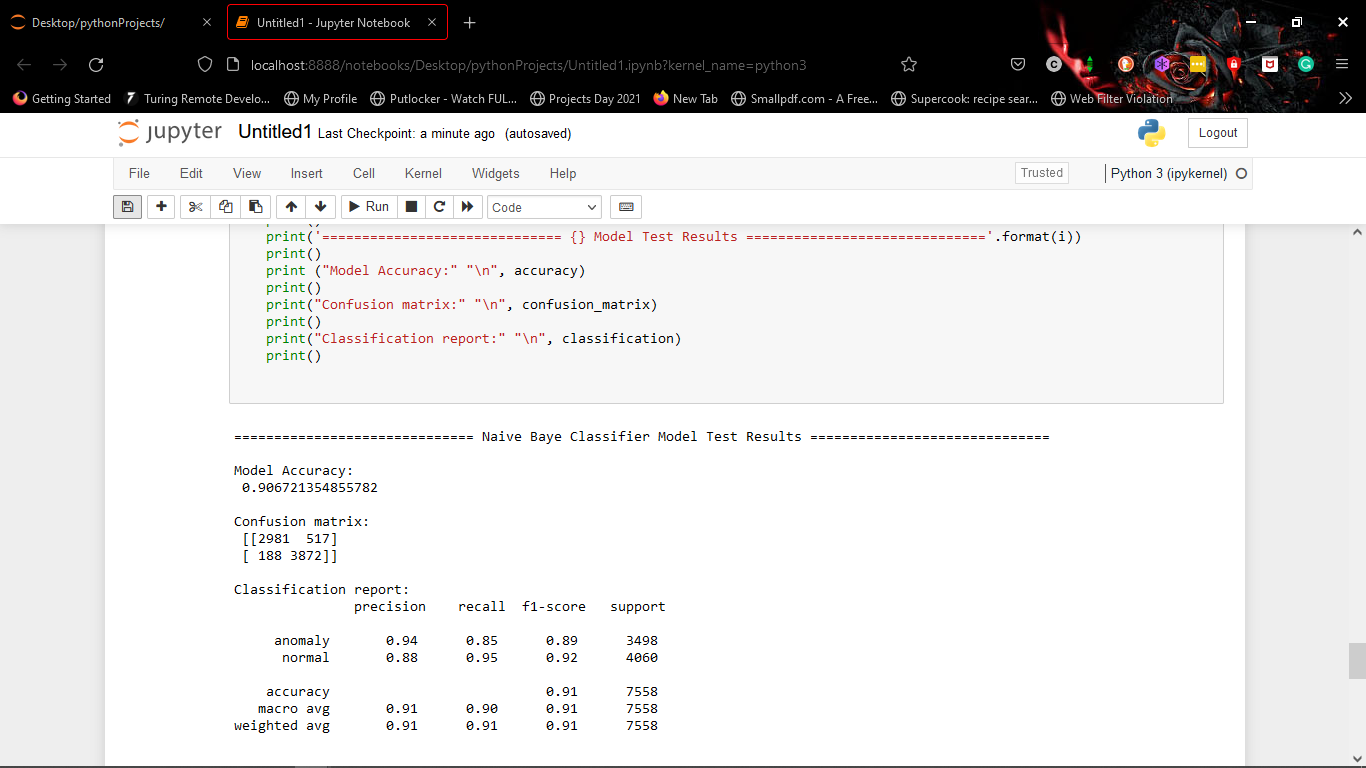 Desktop/pythonProjects/
Untitled1 - Jupyter Notebook
localhost:8888/notebooks/Desktop/pythonProjects/Untitled1.ipynb?kernel_name=python3
Getting Started Turing Remote Develo... My Profile Putlocker - Watch FUL... Projects Day 2021 New Tab Smallpdf.com - A Free... Supercook: recipe sear... Web Filter Violation
jupyter Untitled1 Last Checkpoint: a minute ago (autosaved) Logout
File Edit View Insert Cell Kernel Widgets Help Trusted Python 3 (ipykernel)
Run Code
print('============================== {} Model Test Results =============================='.format(i))
print()
print ("Model Accuracy:" "\n", accuracy)
print()
print("Confusion matrix:" "\n", confusion_matrix)
print()
print("Classification report:" "\n", classification)
print()
============================== Naive Baye Classifier Model Test Results ==============================
Model Accuracy:
0.906721354855782
Confusion matrix:
[[2981 517]
[ 188 3872]]
Classification report:
precision recall f1-score support
anomaly 0.94 0.85 0.89 3498
normal 0.88 0.95 0.92 4060
accuracy 0.91 7558
macro avg 0.91 0.90 0.91 7558
weighted avg 0.91 0.91 0.91 7558